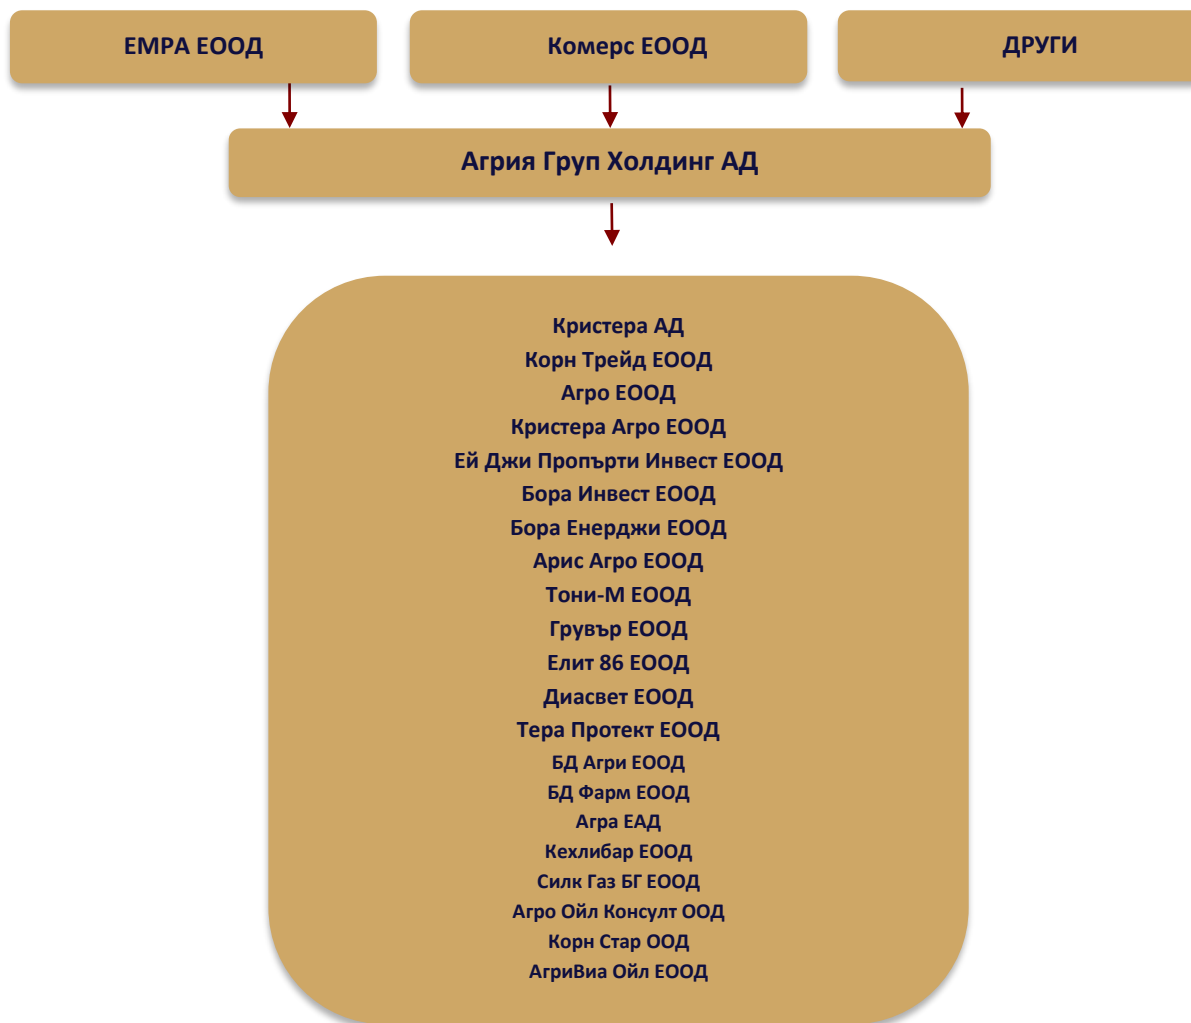 ЕМРА ЕООД
Комерс ЕООД
ДРУГИ
Агрия Груп Холдинг АД
Кристера АД
Корн Трейд ЕООД
Агро ЕООД
Кристера Агро ЕООД
Ей Джи Пропърти Инвест ЕООД
Бора Инвест ЕООД
Бора Енерджи ЕООД
Арис Агро ЕООД
Тони-М ЕООД
Грувър ЕООД
Елит 86 ЕООД
Диасвет ЕООД
Тера Протект ЕООД
БД Агри ЕООД
БД Фарм ЕООД
Агра ЕАД
Кехлибар ЕООД
Силк Газ БГ ЕООД
Агро Ойл Консулт ООД
Корн Стар ООД
АгриВиа Ойл ЕООД